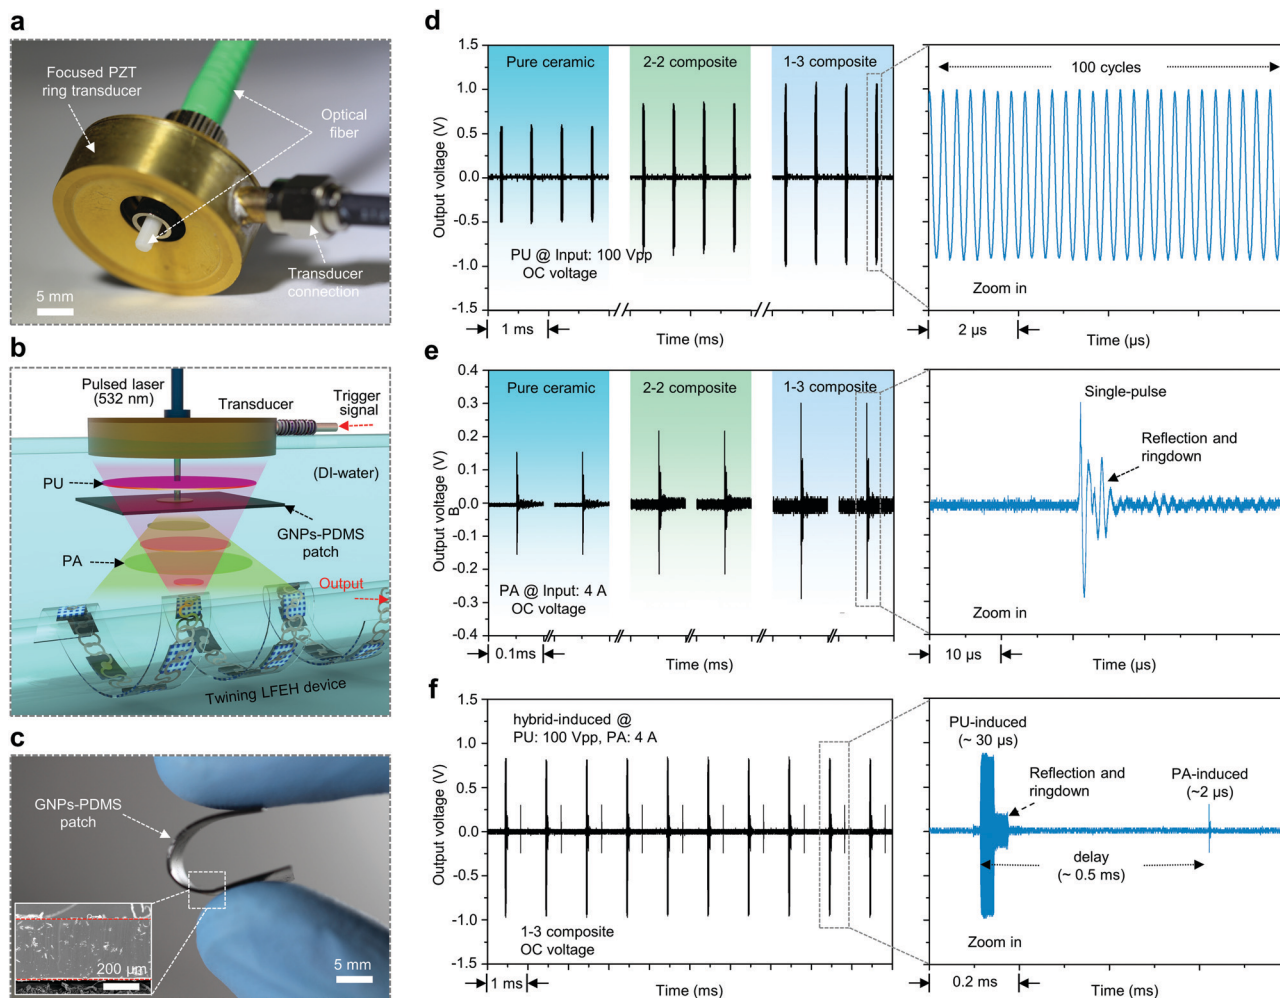 a
Focused PZT
ring transducer
Optical
fiber
Transducer
connection
5 mm
b
Pulsed laser
(532 nm)
Transducer
Trigger
signal
(DI-water)
PU
GNPs-PDMS
patch
PA
Output
Twining LFEH device
c
GNPs-PDMS
patch
200 µm
5 mm
d
Output voltage (V)
1.5
1.0
0.5
0.0
-0.5
-1.0
-1.5
Pure ceramic
2-2 composite
1-3 composite
PU @ Input: 100 Vpp
OC voltage
1 ms
Time (ms)
100 cycles
Zoom in
2 µs
Time (µs)
e
Output voltage (V)
B
0.4
0.3
0.2
0.1
0.0
-0.1
-0.2
-0.3
-0.4
Pure ceramic
2-2 composite
1-3 composite
PA @ Input: 4 A
OC voltage
0.1ms
Time (ms)
Single-pulse
Reflection and
ringdown
Zoom in
10 µs
Time (µs)
f
Output voltage (V)
1.5
1.0
0.5
0.0
-0.5
-1.0
-1.5
hybrid-induced @
PU: 100 Vpp, PA: 4 A
1-3 composite
OC voltage
1 ms
Time (ms)
PU-induced
(~ 30 µs)
Reflection and
ringdown
PA-induced
(~2 µs)
delay
(~ 0.5 ms)
Zoom in
0.2 ms
Time (ms)